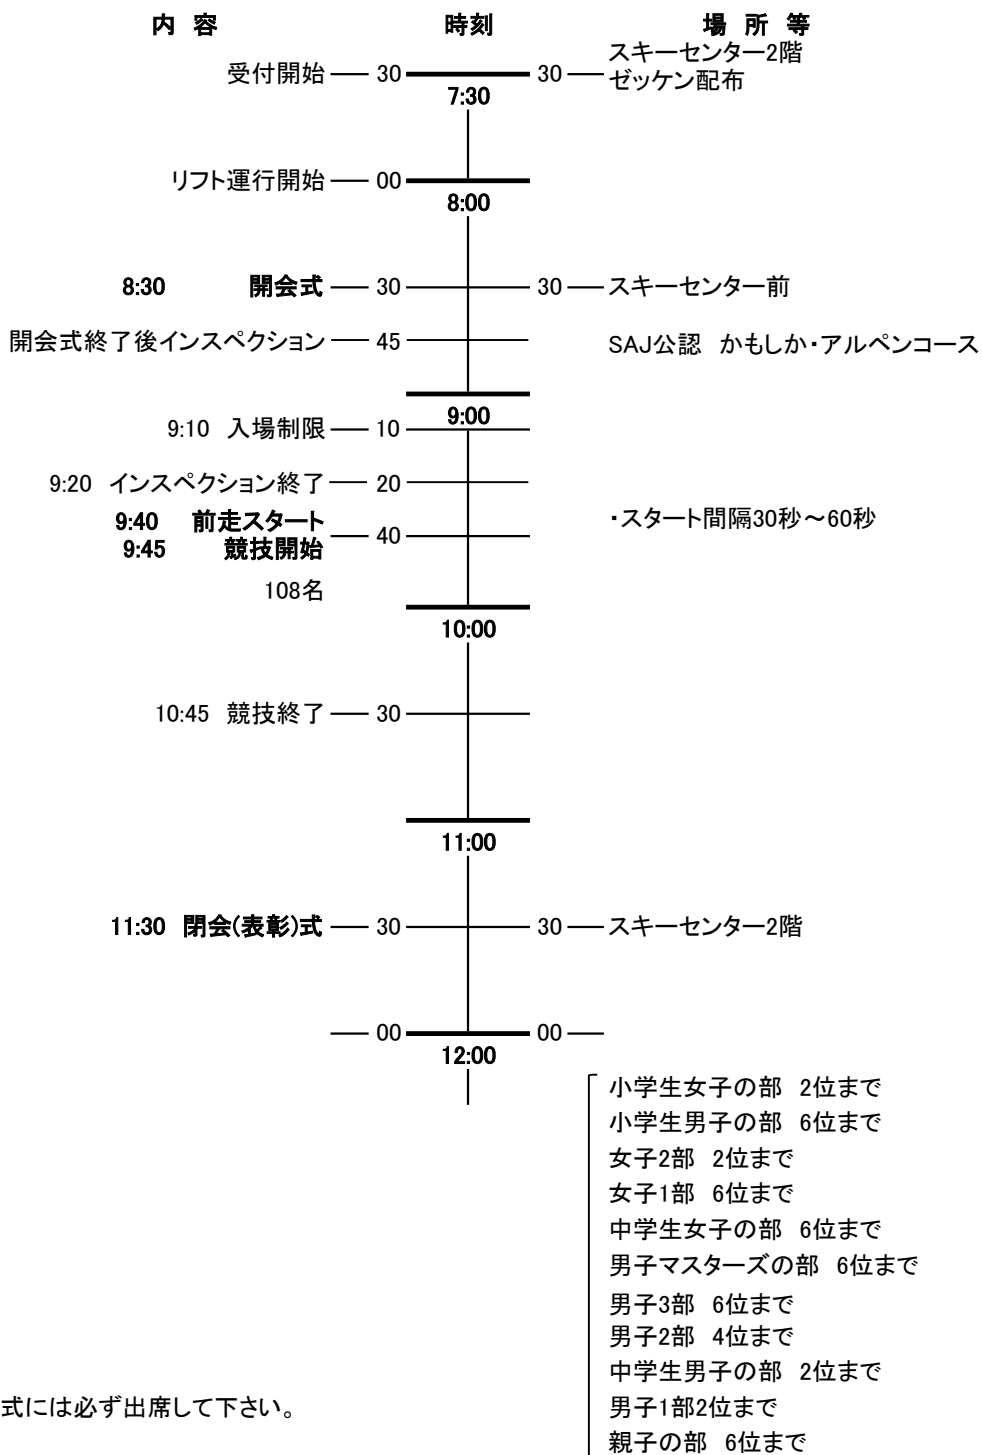 内 容 時刻 場 所 等
スキーセンター2階
受付開始 30 30 ゼッケン配布
7:30
リフト運行開始 00
8:00
8:30 開会式 30 30 スキーセンター前
開会式終了後インスペクション 45 SAJ公認 かもしか・アルペンコース
9:00
9:10 入場制限 10
9:20 インスペクション終了 20
9:40 前走スタート ・スタート間隔30秒～60秒
40
9:45 競技開始
108名
10:00
10:45 競技終了 30
11:00
11:30 閉会(表彰)式 30 30 スキーセンター2階
00 00
12:00
小学生女子の部 2位まで
小学生男子の部 6位まで
女子2部 2位まで
女子1部 6位まで
中学生女子の部 6位まで
男子マスターズの部 6位まで
男子3部 6位まで
男子2部 4位まで
中学生男子の部 2位まで
式には必ず出席して下さい。 男子1部2位まで
親子の部 6位まで